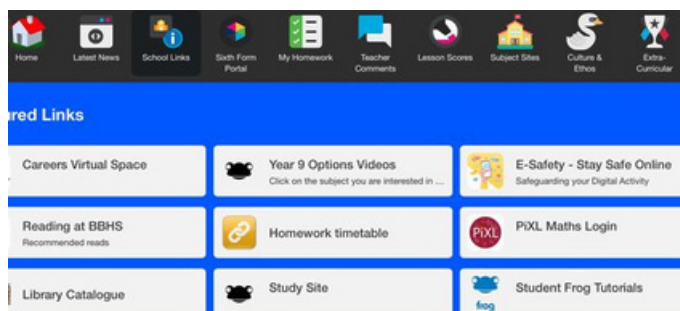 Home
Latest News
School Links
Sixth Form
Portal
My Homework
Teacher
Comments
Lesson Scores
Subject Sites
Culture &
Ethos
Extra-
Curricular
ured Links
Careers Virtual Space
Year 9 Options Videos
Click on the subject you are interested in ...
E-Safety - Stay Safe Online
Safeguarding your Digital Activity
Reading at BBHS
Recommended reads
Homework timetable
PiXL
PiXL Maths Login
Library Catalogue
Study Site
frog
Student Frog Tutorials